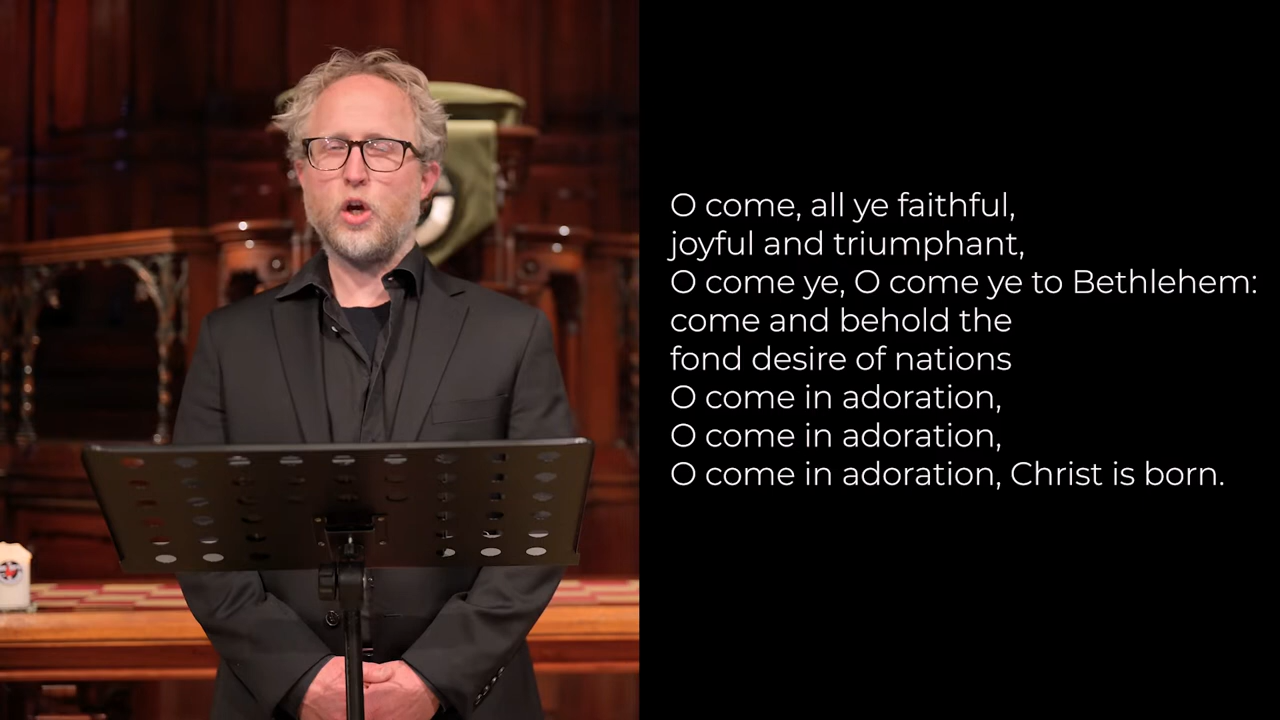 O come, all ye faithful,
joyful and triumphant,
O come ye, O come ye to Bethlehem:
come and behold the
fond desire of nations
O come in adoration,
O come in adoration,
O come in adoration, Christ is born.